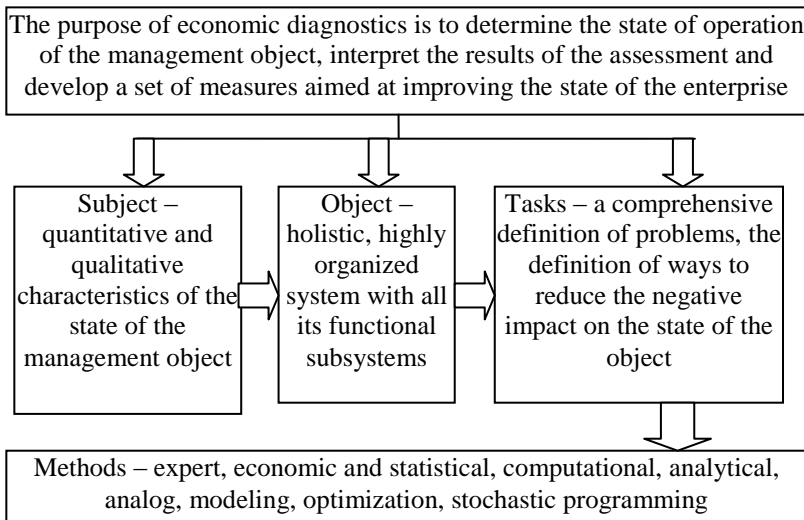 The purpose of economic diagnostics is to determine the state of operation
of the management object, interpret the results of the assessment and
develop a set of measures aimed at improving the state of the enterprise
Subject –
quantitative and
qualitative
characteristics of the
state of the
management object
Object –
holistic, highly
organized
system with all
its functional
subsystems
Tasks – a comprehensive
definition of problems, the
definition of ways to
reduce the negative
impact on the state of the
object
Methods – expert, economic and statistical, computational, analytical,
analog, modeling, optimization, stochastic programming